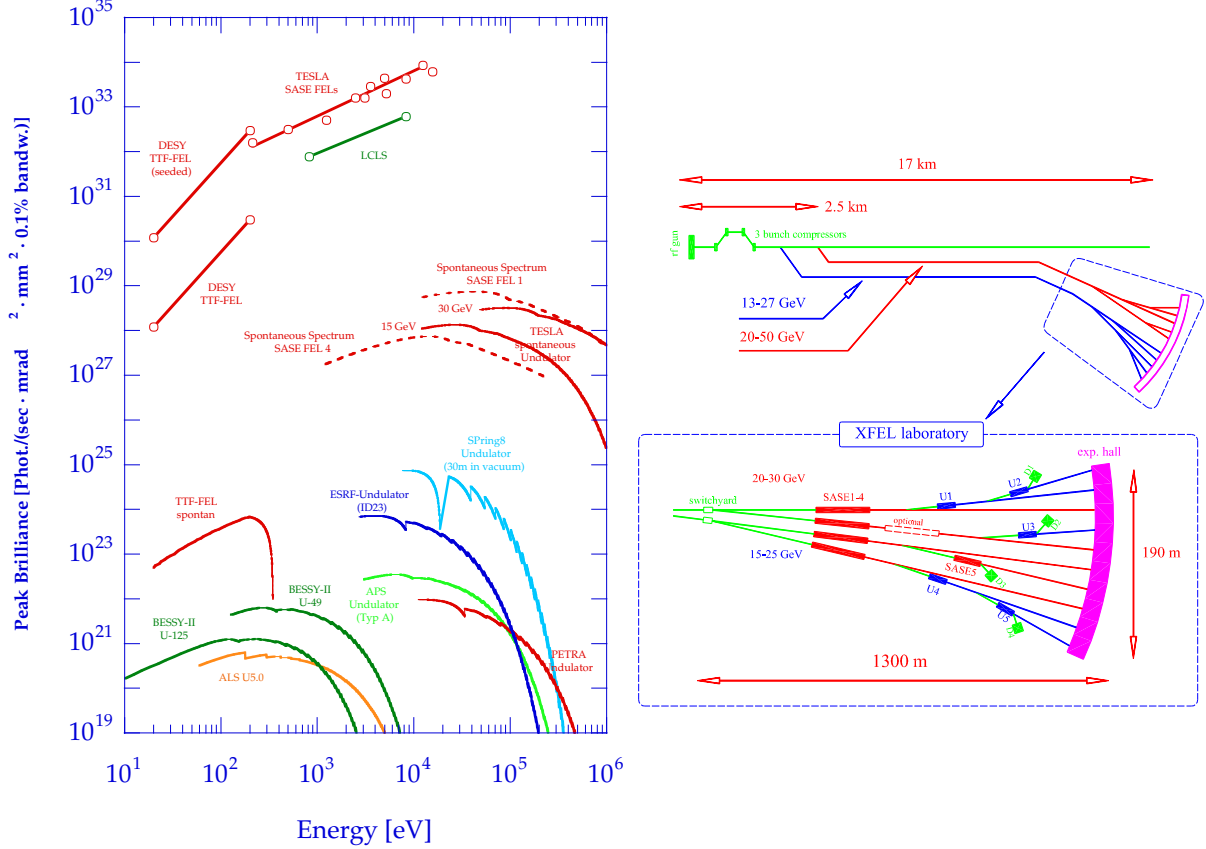 10^35
10^33
10^31
10^29
10^27
10^25
10^23
10^21
10^19
Peak Brilliance [Phot./(sec · mrad ^2 · mm ^2 · 0.1% bandw.)]
10^1
10^2
10^3
10^4
10^5
10^6
Energy [eV]
TESLA
SASE FELs
DESY
TTF-FEL
(seeded)
LCLS
DESY
TTF-FEL
Spontaneous Spectrum
SASE FEL 1
30 GeV
15 GeV
Spontaneous Spectrum
SASE FEL 4
TESLA
spontaneous
Undulator
SPring8
Undulator
(30m in vacuum)
ESRF-Undulator
(ID23)
TTF-FEL
spontan
APS
Undulator
(Typ A)
BESSY-II
U-49
BESSY-II
U-125
ALS U5.0
PETRA
Undulator
17 km
2.5 km
rf gun
3 bunch compressors
13-27 GeV
20-50 GeV
XFEL laboratory
exp. hall
20-30 GeV
switchyard
SASE1-4
U1
U2
D1
optional
U3
D2
15-25 GeV
SASE5
D3
U4
U5
D4
190 m
1300 m